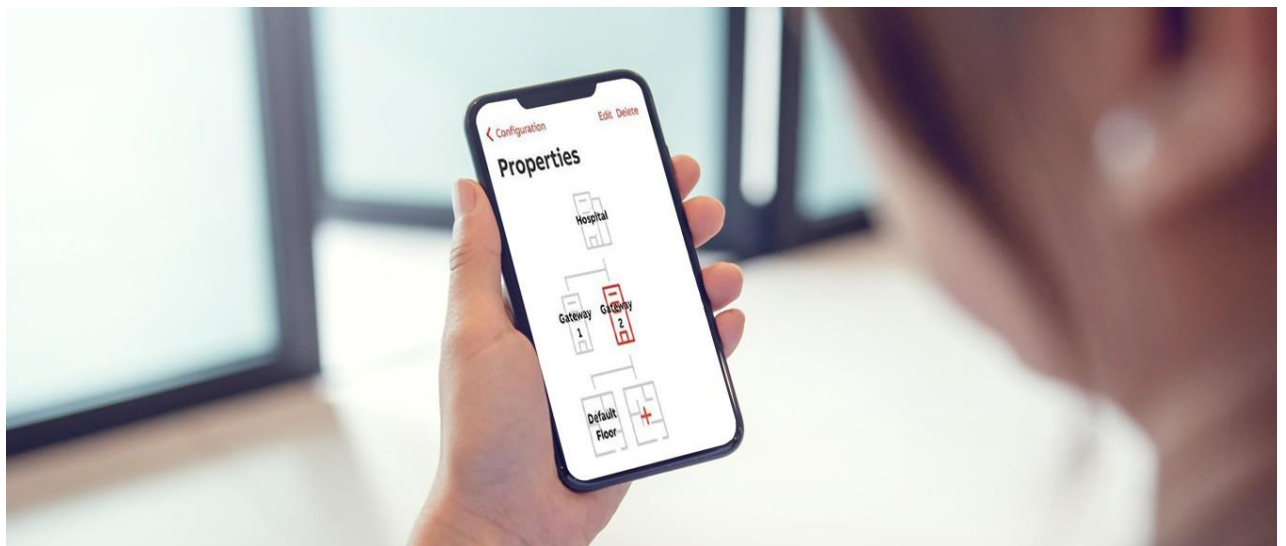 Configuration
Edit Delete
Properties
Hospital
Gateway
1
Gateway
2
Default
Floor
+